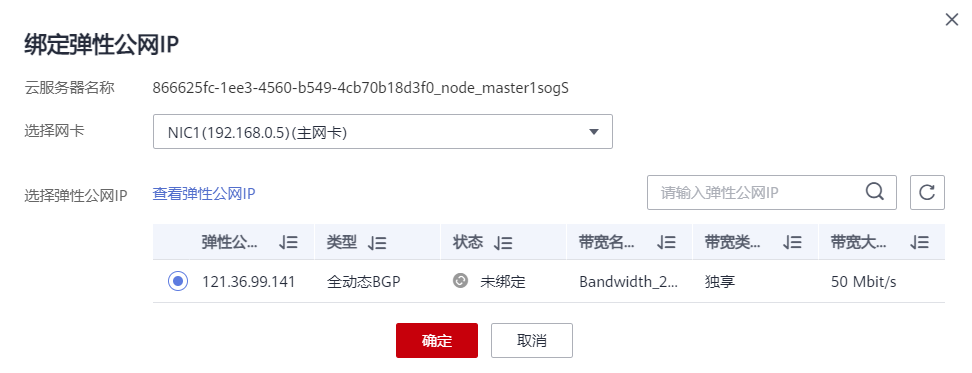 绑定弹性公网IP
云服务器名称 866625fc-1ee3-4560-b549-4cb70b18d3f0_node_master1sogS
选择网卡 NIC1(192.168.0.5)(主网卡)
选择弹性公网IP 查看弹性公网IP 请输入弹性公网IP
弹性公... 类型 状态 带宽名... 带宽类... 带宽大...
121.36.99.141 全动态BGP 未绑定 Bandwidth_2... 独享 50 Mbit/s
确定 取消